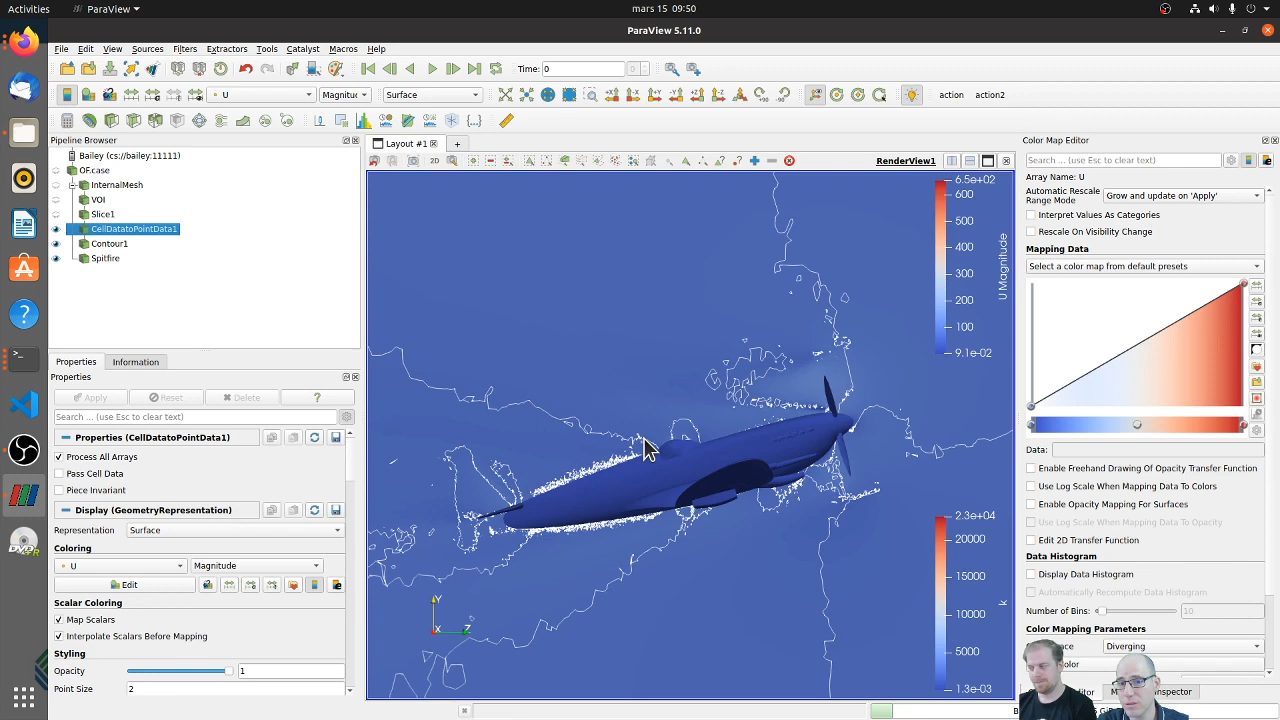 Activities
ParaView
mars 15 09:50
ParaView 5.11.0
File Edit View Sources Filters Extractors Tools Catalyst Macros Help
Time: 0
0
U
Magnituc
Surface
+X -X +Y -Y +Z -Z +90 -90
action
action2
Pipeline Browser
Bailey (cs://bailey:11111)
OF.case
InternalMesh
VOI
Slice1
CellDatatoPointData1
Contour1
Spitfire
Properties
Information
Properties
Apply
Reset
Delete
?
Search ... (use Esc to clear text)
Properties (CellDatatoPointData1)
Process All Arrays
Pass Cell Data
Piece Invariant
Display (GeometryRepresentation)
Representation
Surface
Coloring
U
Magnitude
Edit
Scalar Coloring
Map Scalars
Interpolate Scalars Before Mapping
Styling
Opacity
1
Point Size
2
Layout #1
+
2D
RenderView1
6.5e+02
600
500
400
300
200
100
9.1e-02
U Magnitude
2.3e+04
20000
15000
10000
5000
1.3e-03
k
Y
X
Z
Color Map Editor
Search ... (use Esc to clear text)
Array Name: U
Automatic Rescale
Range Mode
Grow and update on 'Apply'
Interpret Values As Categories
Rescale On Visibility Change
Mapping Data
Select a color map from default presets
Data:
Enable Freehand Drawing Of Opacity Transfer Function
Use Log Scale When Mapping Data To Colors
Enable Opacity Mapping For Surfaces
Use Log Scale When Mapping Data To Opacity
Edit 2D Transfer Function
Data Histogram
Display Data Histogram
Automatically Recompute Data Histogram
Number of Bins:
10
Color Mapping Parameters
Diverging